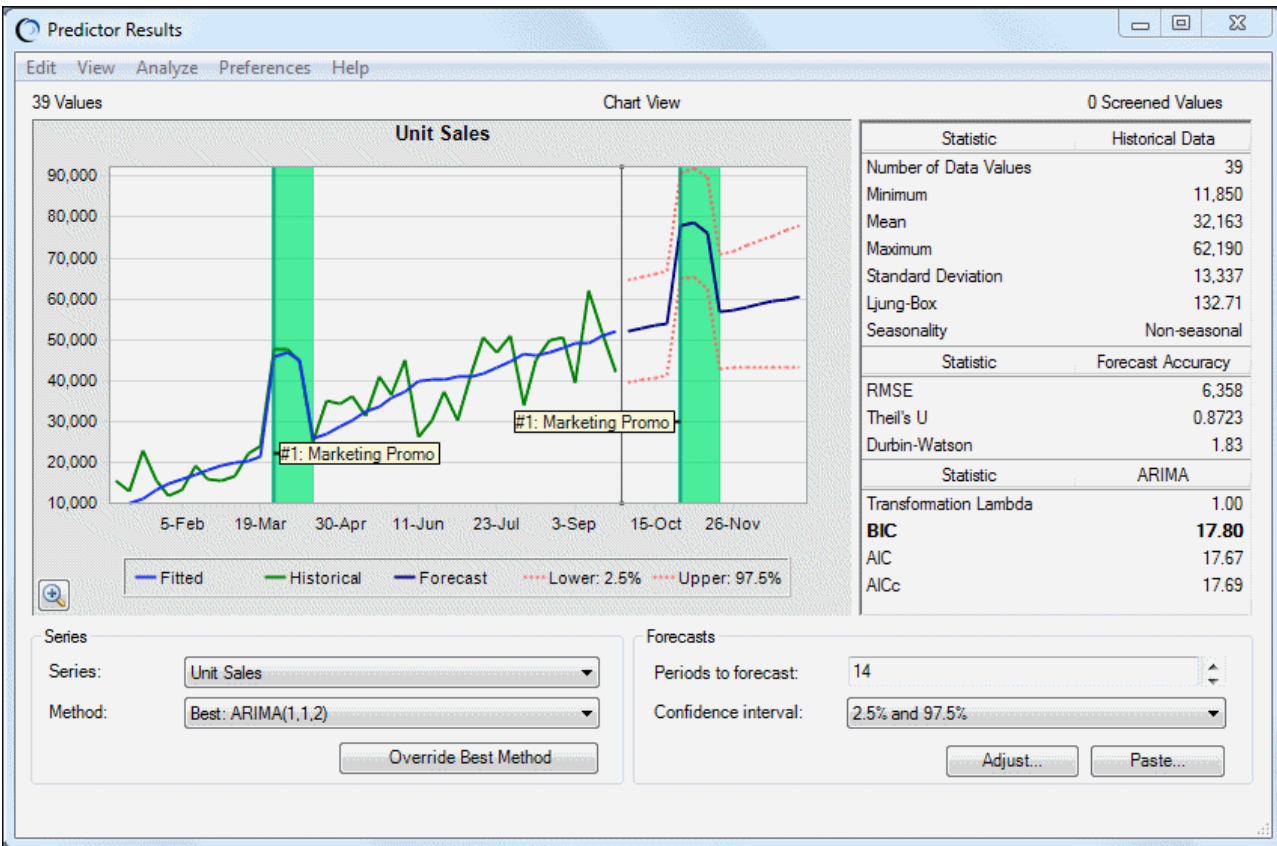 Predictor Results
Edit View Analyze Preferences Help
39 Values Chart View 0 Screened Values
Unit Sales
90,000
80,000
70,000
60,000
50,000
40,000
30,000
20,000
10,000
#1: Marketing Promo
#1: Marketing Promo
5-Feb 19-Mar 30-Apr 11-Jun 23-Jul 3-Sep 15-Oct 26-Nov
Fitted Historical Forecast Lower: 2.5% Upper: 97.5%
Statistic Historical Data
Number of Data Values 39
Minimum 11,850
Mean 32,163
Maximum 62,190
Standard Deviation 13,337
Ljung-Box 132.71
Seasonality Non-seasonal
Statistic Forecast Accuracy
RMSE 6,358
Theil's U 0.8723
Durbin-Watson 1.83
Statistic ARIMA
Transformation Lambda 1.00
BIC 17.80
AIC 17.67
AICc 17.69
Series
Series: Unit Sales
Method: Best: ARIMA(1,1,2)
Override Best Method
Forecasts
Periods to forecast: 14
Confidence interval: 2.5% and 97.5%
Adjust... Paste...